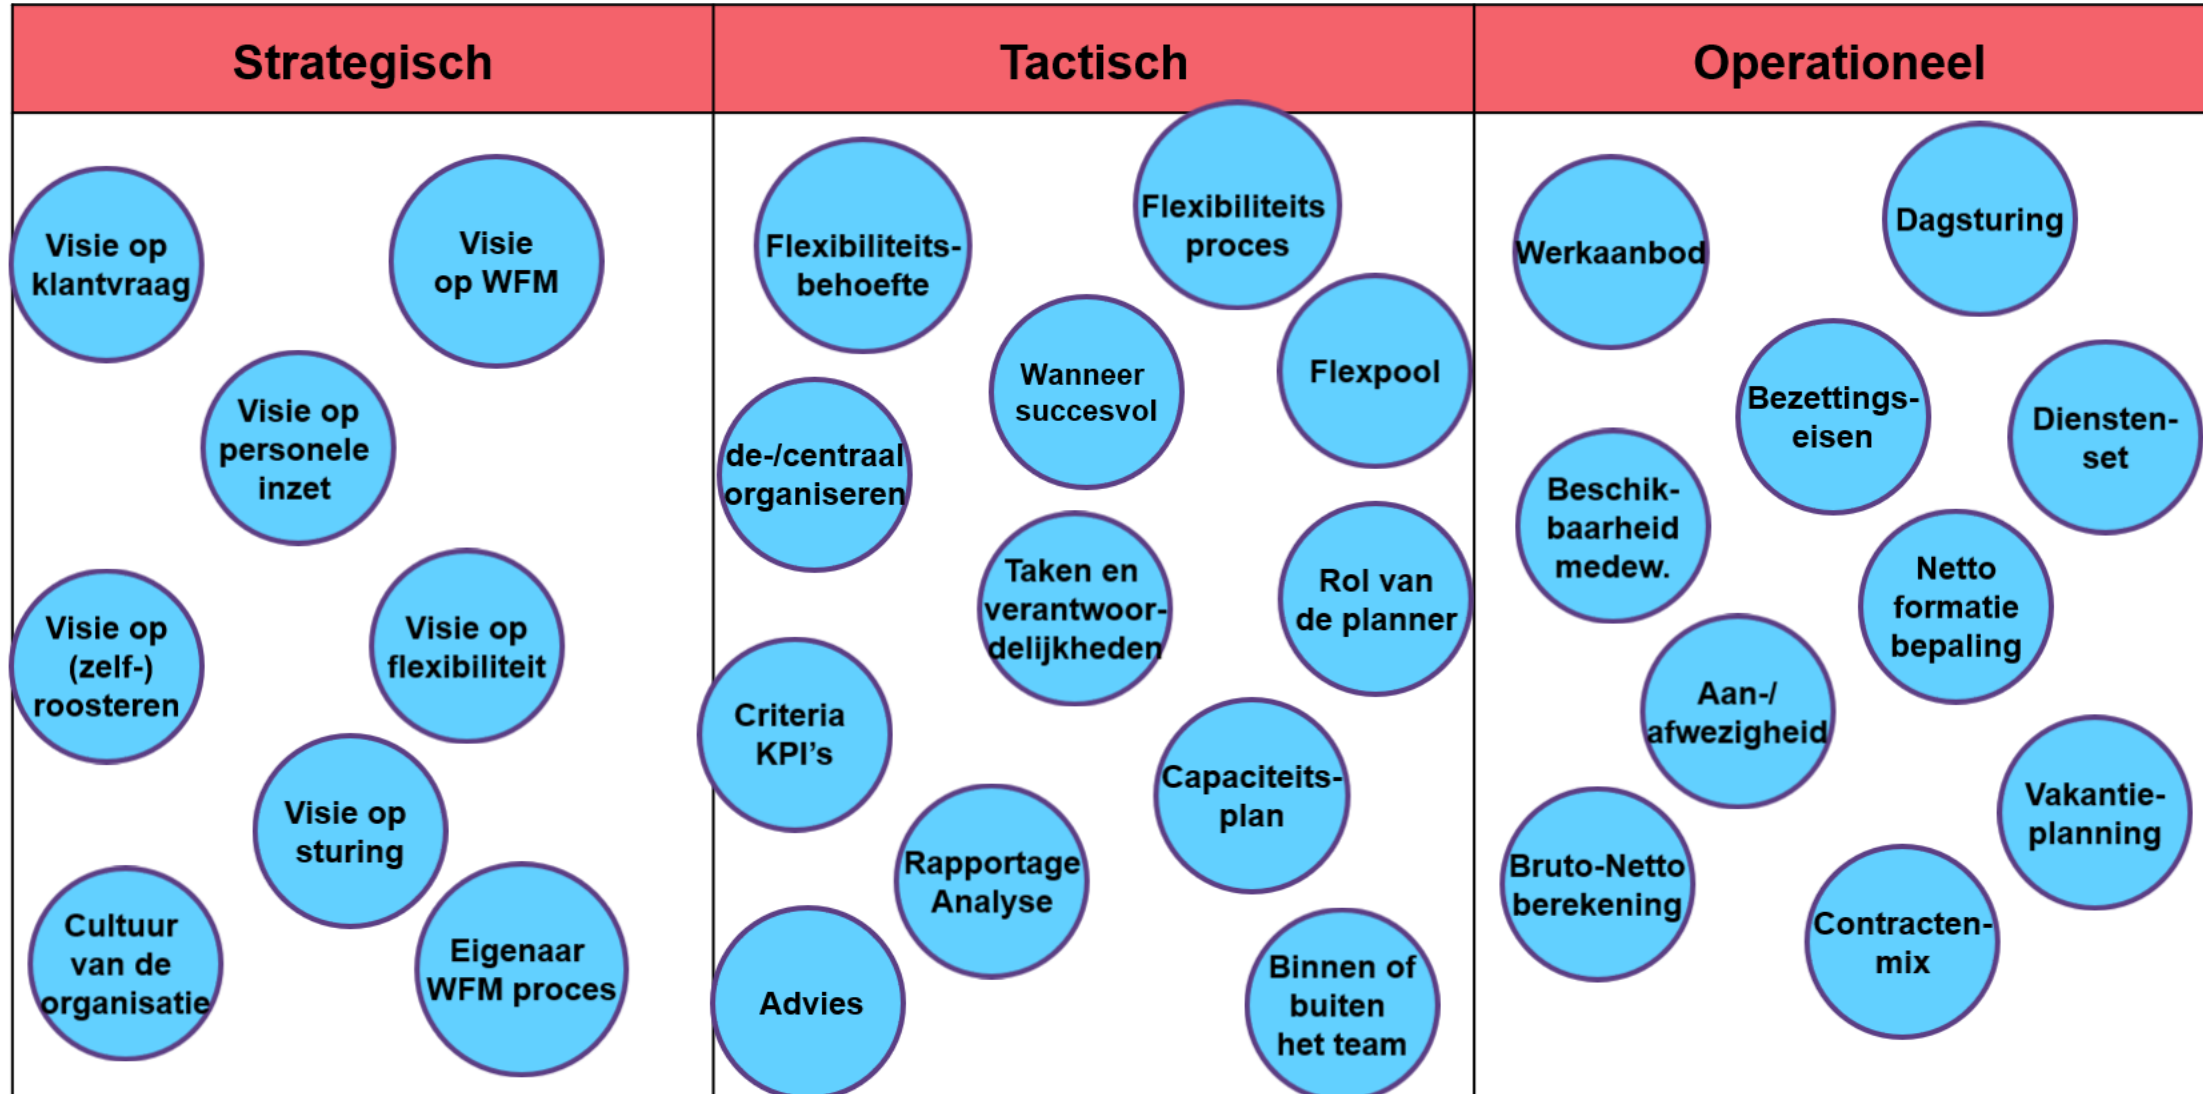 Strategisch
Tactisch
Operationeel
Visie op
klantvraag
Visie
op WFM
Visie op
personele
inzet
Visie op
(zelf-)
roosteren
Visie op
flexibiliteit
Visie op
sturing
Cultuur
van de
organisatie
Eigenaar
WFM proces
Flexibiliteits-
behoefte
Flexibiliteits
proces
Wanneer
succesvol
Flexpool
de-/centraal
organiseren
Taken en
verantwoor-
delijkheden
Rol van
de planner
Criteria
KPI’s
Capaciteits-
plan
Rapportage
Analyse
Advies
Binnen of
buiten
het team
Werkaanbod
Dagsturing
Bezettings-
eisen
Diensten-
set
Beschik-
baarheid
medew.
Netto
formatie
bepaling
Aan-/
afwezigheid
Vakantie-
planning
Bruto-Netto
berekening
Contracten-
mix